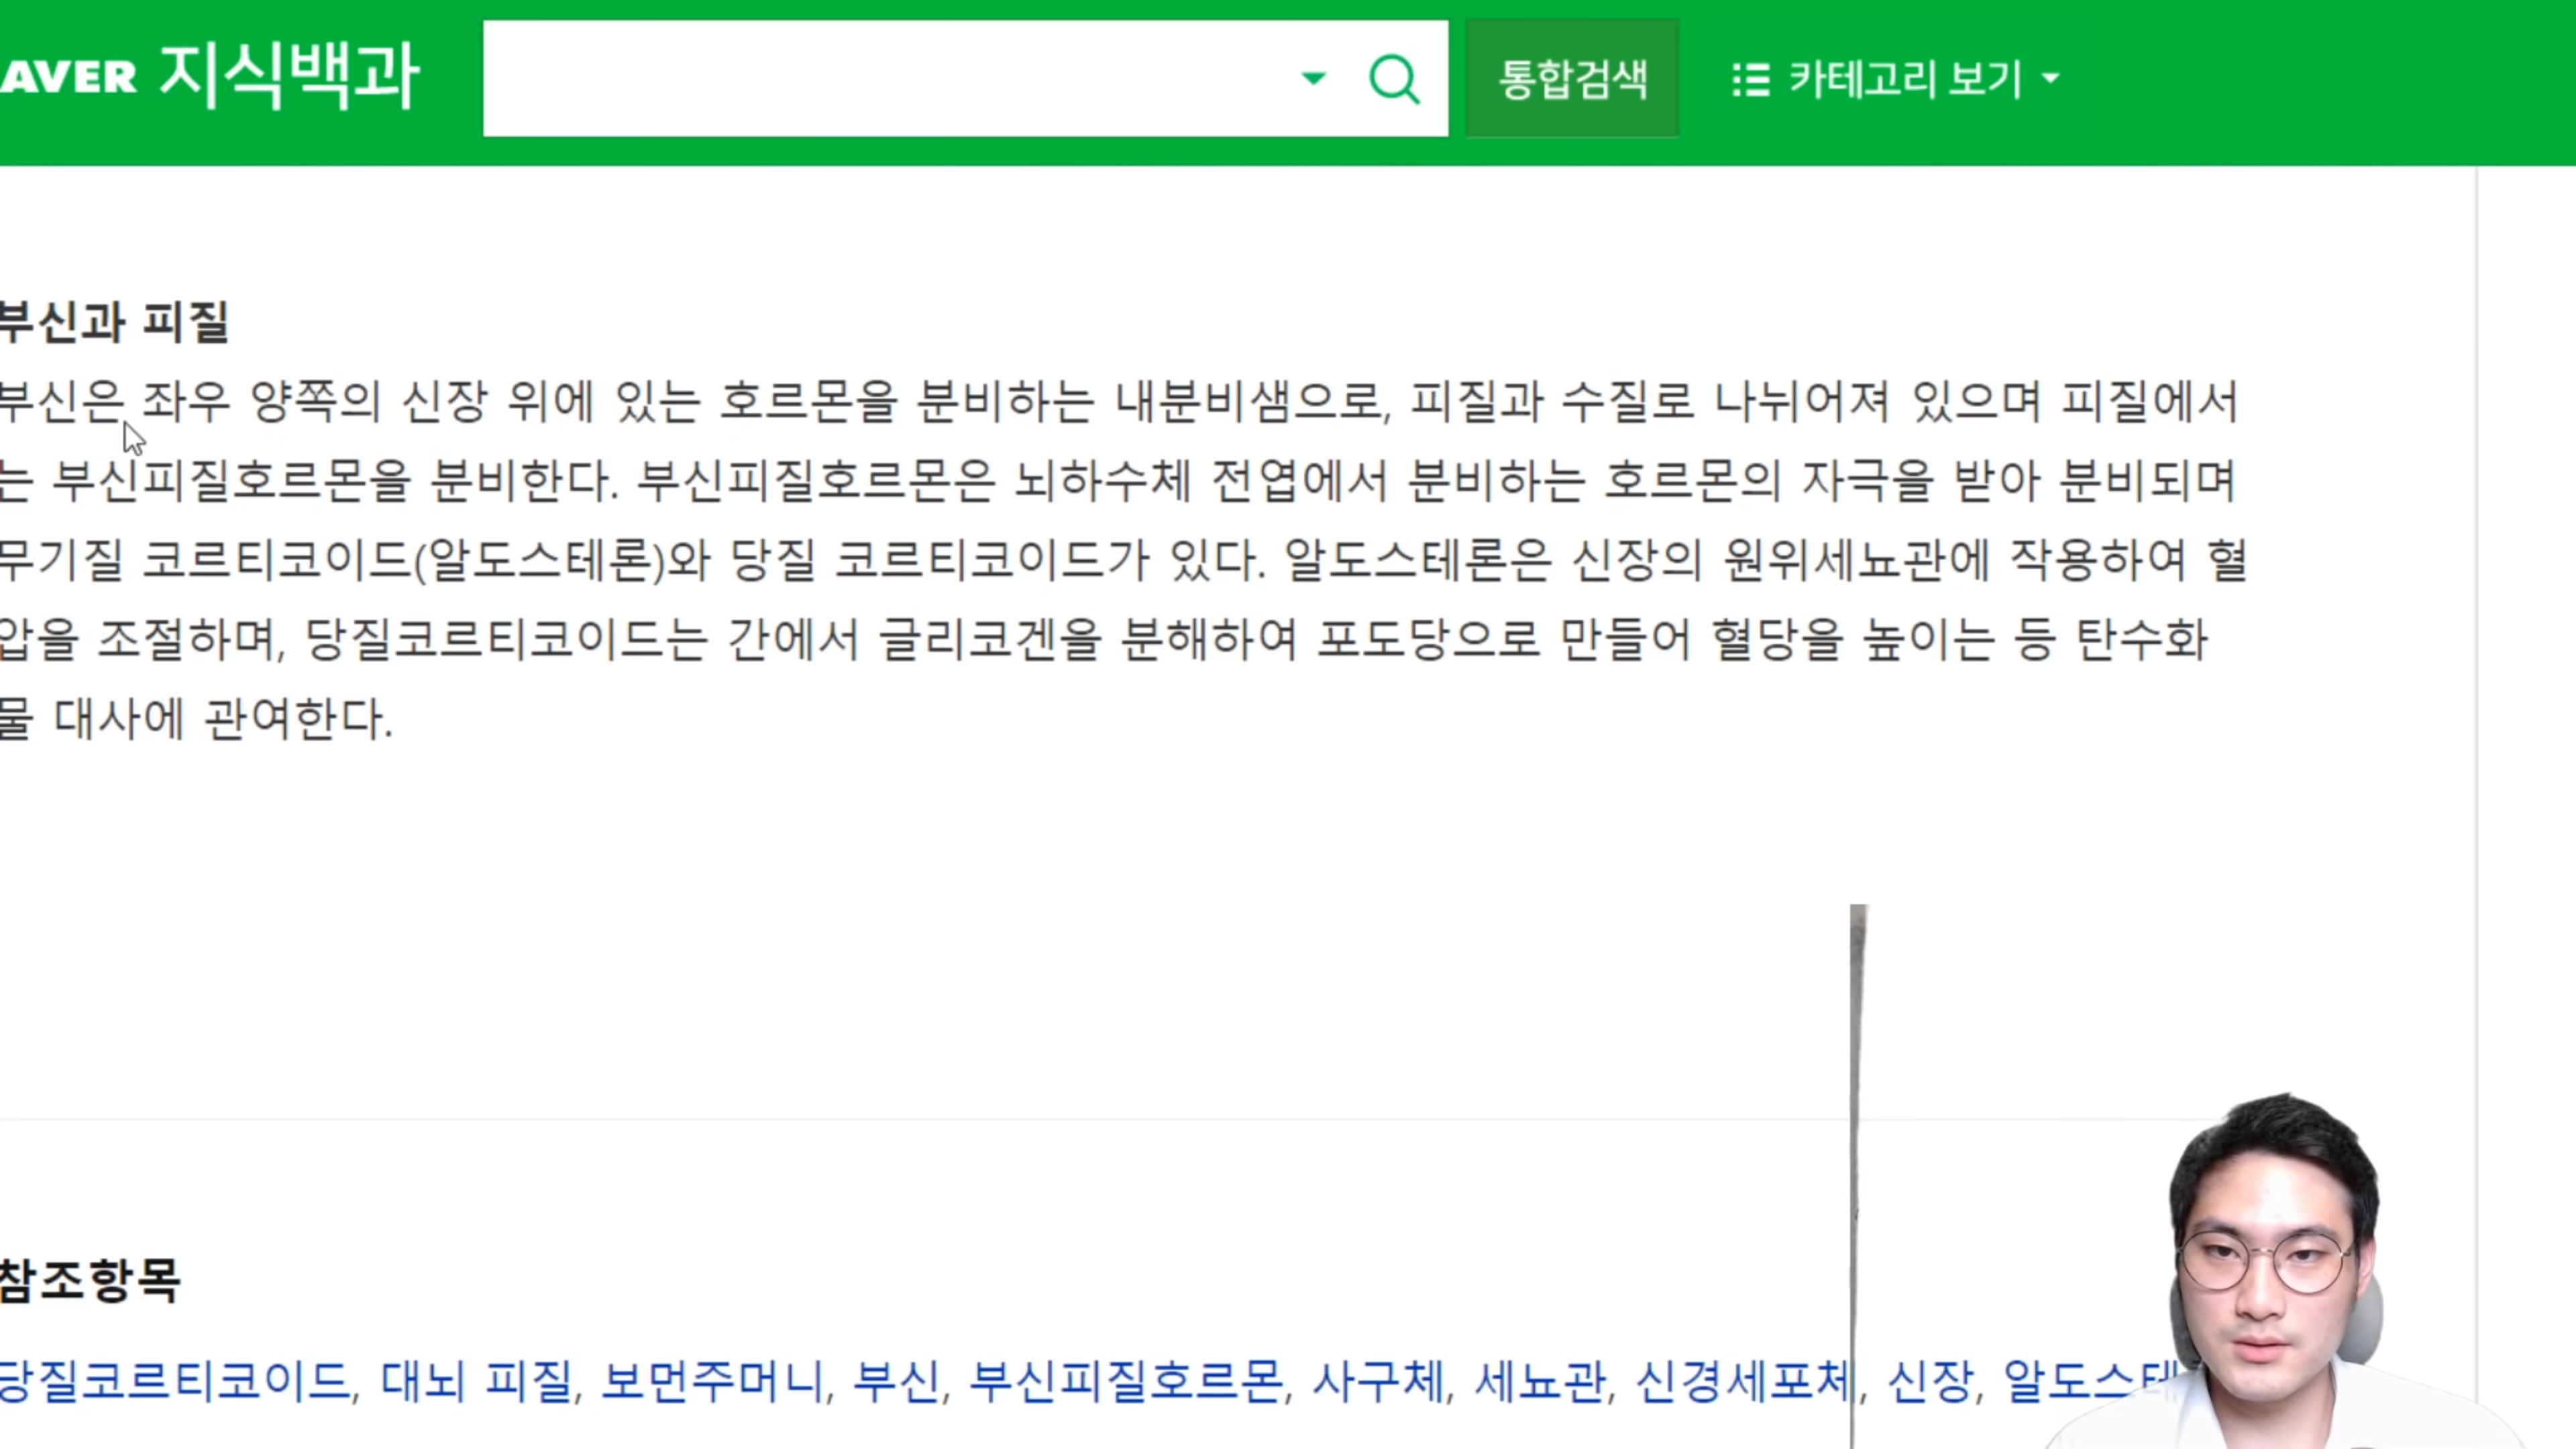 AVER 지식백과
통합검색
카테고리 보기
부신과 피질
부신은 좌우 양쪽의 신장 위에 있는 호르몬을 분비하는 내분비샘으로, 피질과 수질로 나뉘어져 있으며 피질에서
는 부신피질호르몬을 분비한다. 부신피질호르몬은 뇌하수체 전엽에서 분비하는 호르몬의 자극을 받아 분비되며
무기질 코르티코이드(알도스테론)와 당질 코르티코이드가 있다. 알도스테론은 신장의 원위세뇨관에 작용하여 혈
압을 조절하며, 당질코르티코이드는 간에서 글리코겐을 분해하여 포도당으로 만들어 혈당을 높이는 등 탄수화
물 대사에 관여한다.
참조항목
당질코르티코이드, 대뇌 피질, 보먼주머니, 부신, 부신피질호르몬, 사구체, 세뇨관, 신경세포체, 신장, 알도스테